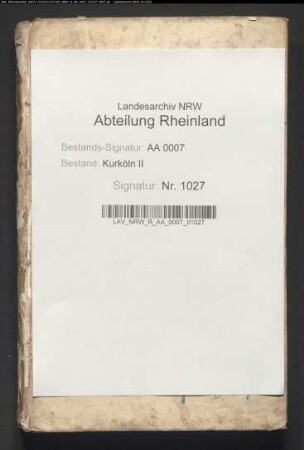 Landesarchiv NRW
Abteilung Rheinland
Bestands-Signatur: AA 0007
Bestand: Kurköln II
Signatur: Nr. 1027
LAV_NRW_R_AA_0007_01027